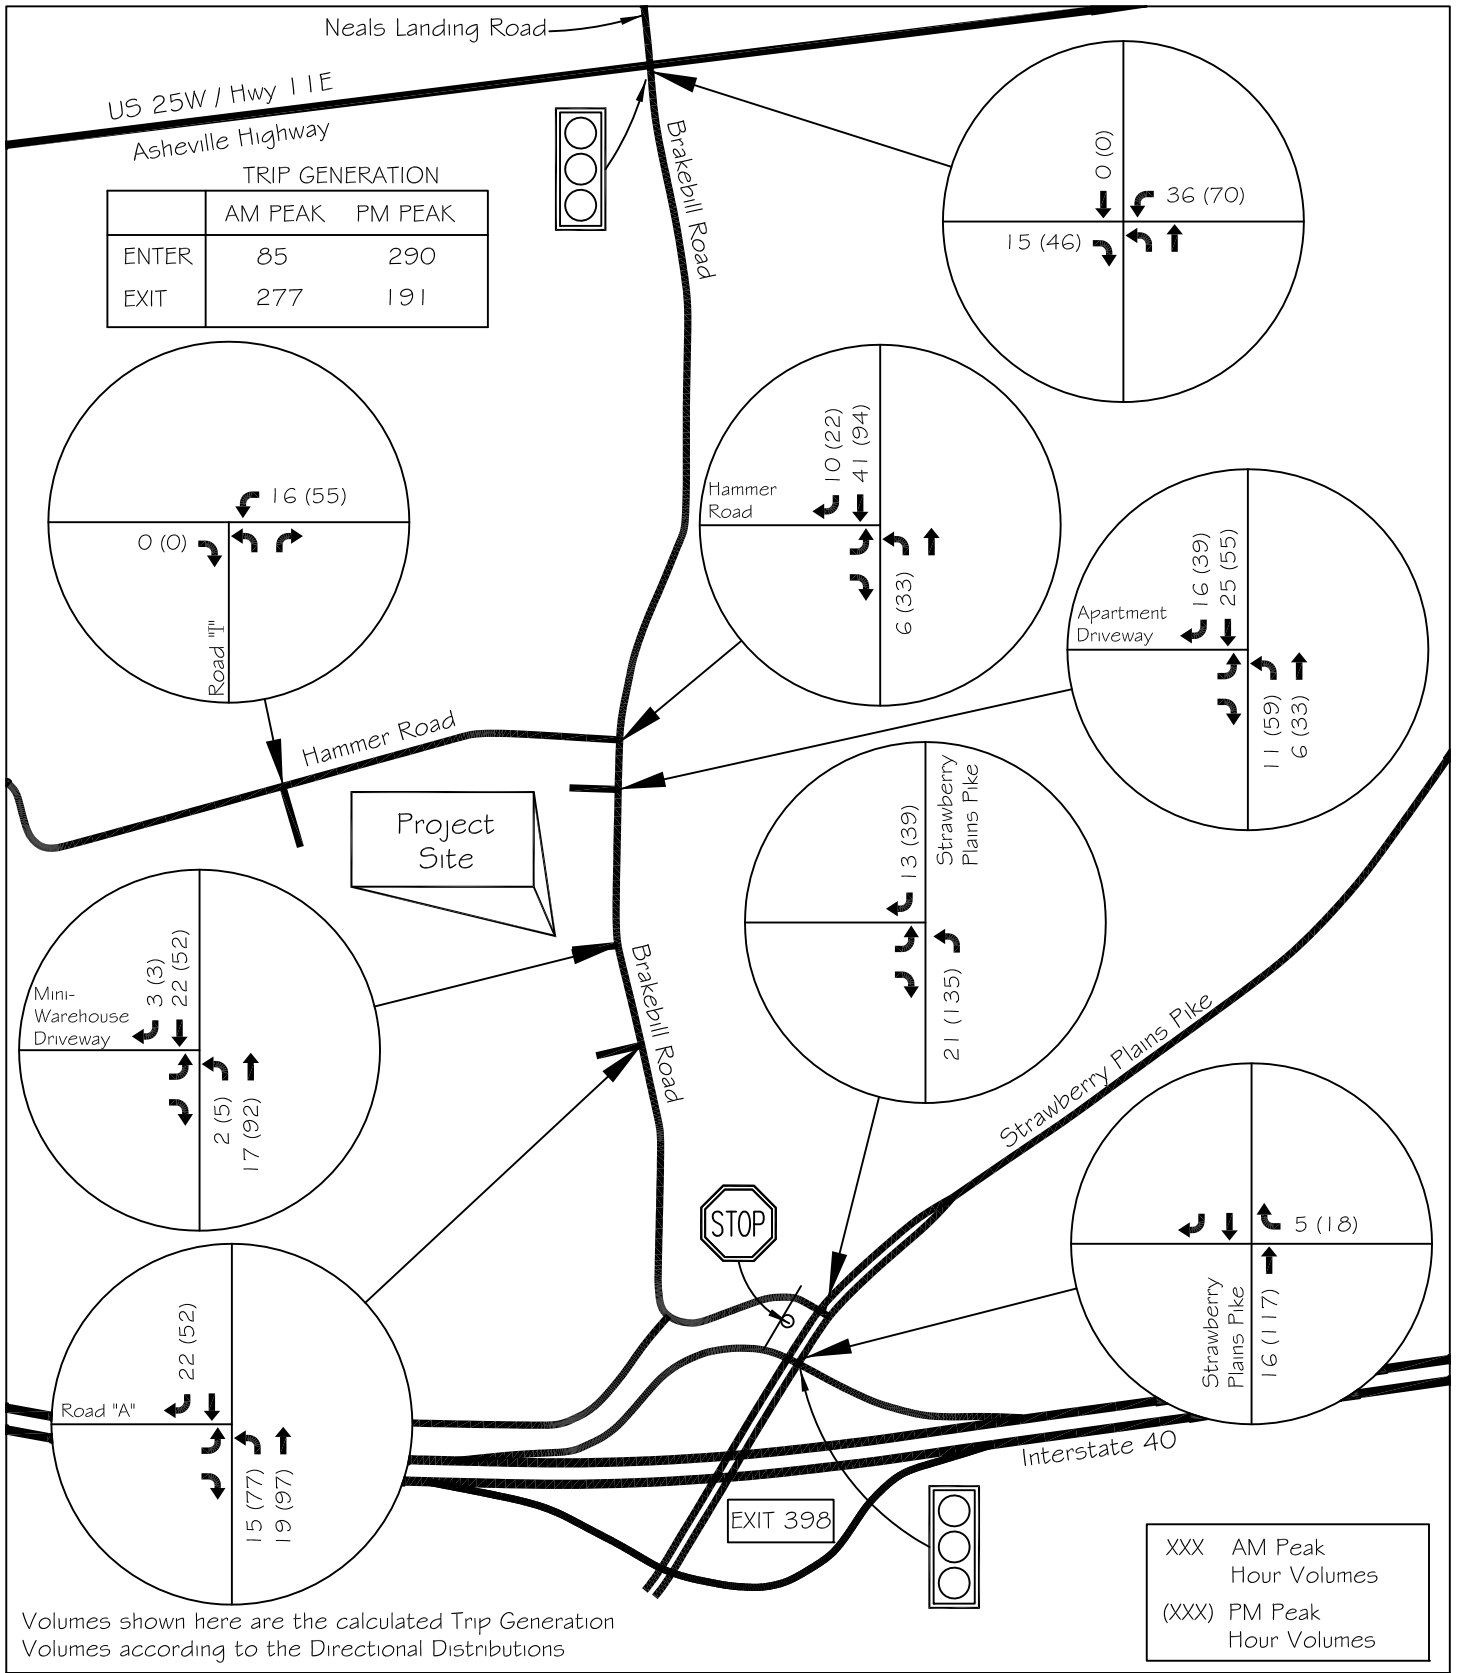 Neals Landing Road
US 25W / Hwy 11E
Asheville Highway
Brakebill Road
TRIP GENERATION
AM PEAK PM PEAK
ENTER 85 290
EXIT 277 191
0 (0)
36 (70)
15 (46)
16 (55)
0 (0)
Road "I"
10 (22)
41 (94)
Hammer
Road
6 (33)
16 (39)
25 (55)
Apartment
Driveway
11 (59)
6 (33)
Hammer Road
Project
Site
13 (39)
Strawberry
Plains Pike
21 (135)
3 (3)
22 (52)
Mini-
Warehouse
Driveway
2 (5)
17 (92)
Brakebill Road
Strawberry Plains Pike
STOP
5 (18)
Strawberry
Plains Pike
16 (117)
22 (52)
Road "A"
15 (77)
19 (97)
Interstate 40
EXIT 398
XXX AM Peak
Hour Volumes
(XXX) PM Peak
Hour Volumes
Volumes shown here are the calculated Trip Generation
Volumes according to the Directional Distributions